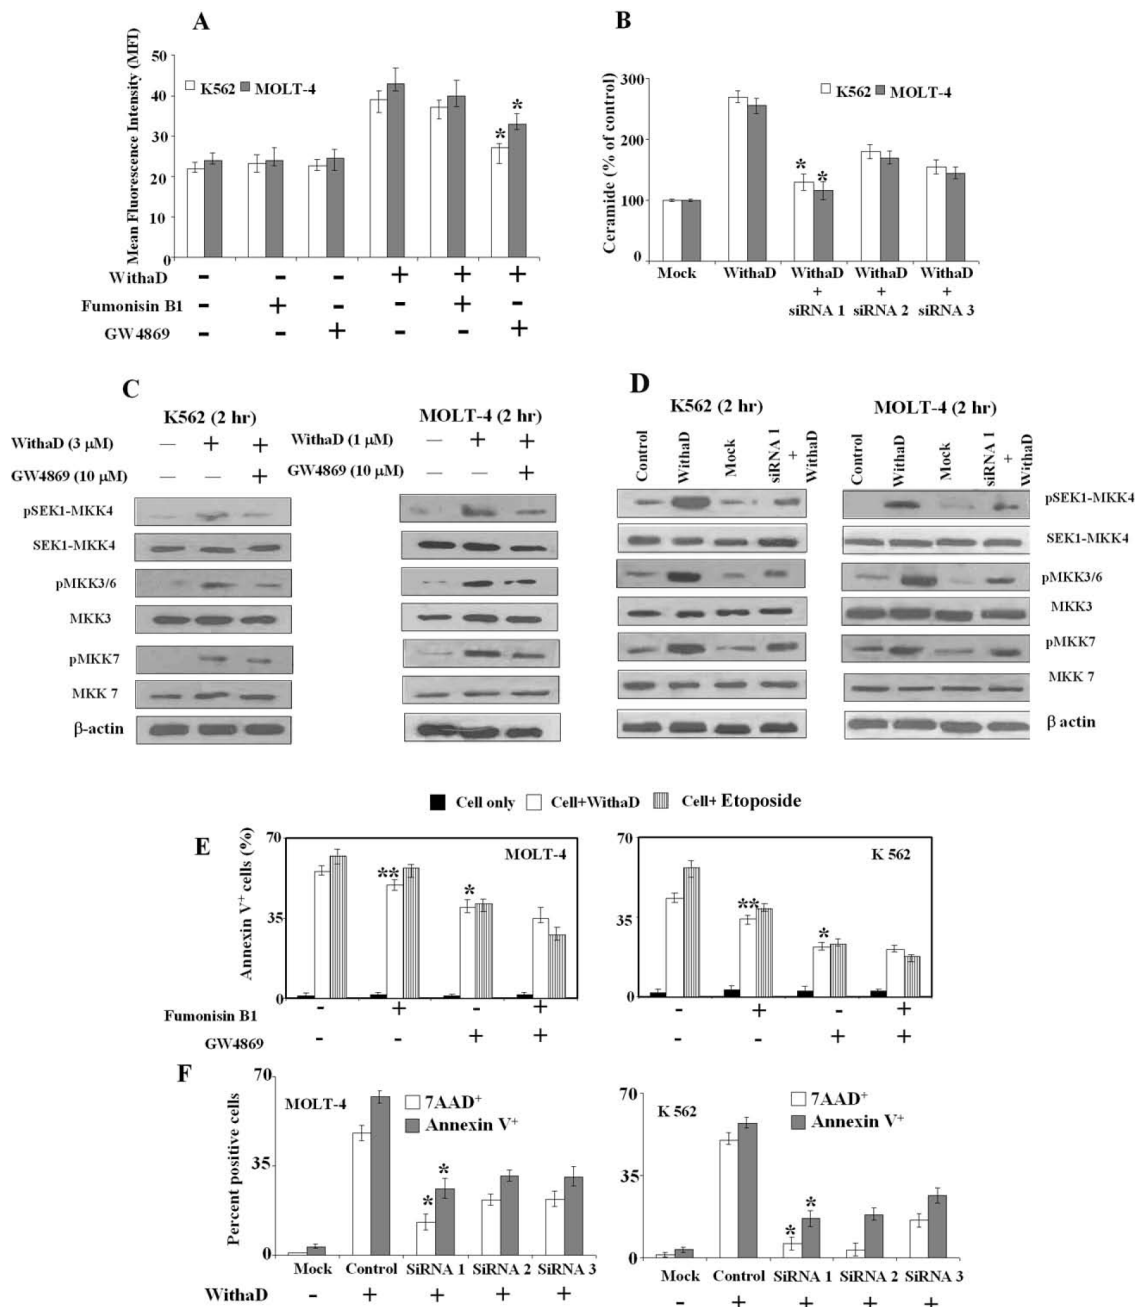 A
Mean Fluorescence Intensity (MFI)
50
40
30
20
10
0
K562 MOLT-4
* *
WithaD - - - + + +
Fumonisin B1 - + - - + -
GW4869 - - + - - +
B
Ceramide (% of control)
300
200
100
0
K562 MOLT-4
* *
Mock WithaD WithaD WithaD WithaD
+ + +
siRNA 1 siRNA 2 siRNA 3
C
K562 (2 hr)
WithaD (3 μM) — + +
GW4869 (10 μM) — — +
pSEK1-MKK4
SEK1-MKK4
pMKK3/6
MKK3
pMKK7
MKK 7
β-actin
MOLT-4 (2 hr)
WithaD (1 μM) — + +
GW4869 (10 μM) — — +
D
K562 (2 hr)
Control WithaD Mock siRNA 1 + WithaD
MOLT-4 (2 hr)
Control WithaD Mock siRNA 1 + WithaD
pSEK1-MKK4
SEK1-MKK4
pMKK3/6
MKK3
pMKK7
MKK 7
β actin
Cell only Cell+WithaD Cell+ Etoposide
E
Annexin V+ cells (%)
70
35
0
MOLT-4
** *
Fumonisin B1 - + - +
GW4869 - - + +
70
35
0
K 562
** *
- + - +
- - + +
F
Percent positive cells
70
35
0
MOLT-4
7AAD+
Annexin V+
* *
Mock Control SiRNA 1 SiRNA 2 SiRNA 3
WithaD - + + + +
70
35
0
K 562
7AAD+
Annexin V+
* *
Mock Control SiRNA 1 SiRNA 2 SiRNA 3
- + + + +